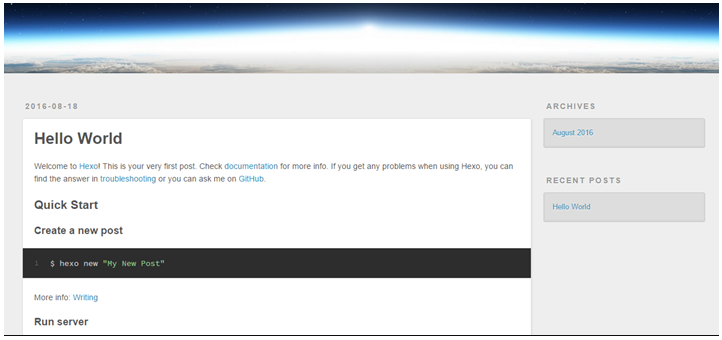 2016-08-18
Hello World
Welcome to Hexo! This is your very first post. Check documentation for more info. If you get any problems when using Hexo, you can
find the answer in troubleshooting or you can ask me on GitHub.
Quick Start
Create a new post
1 $ hexo new "My New Post"
More info: Writing
Run server
ARCHIVES
August 2016
RECENT POSTS
Hello World